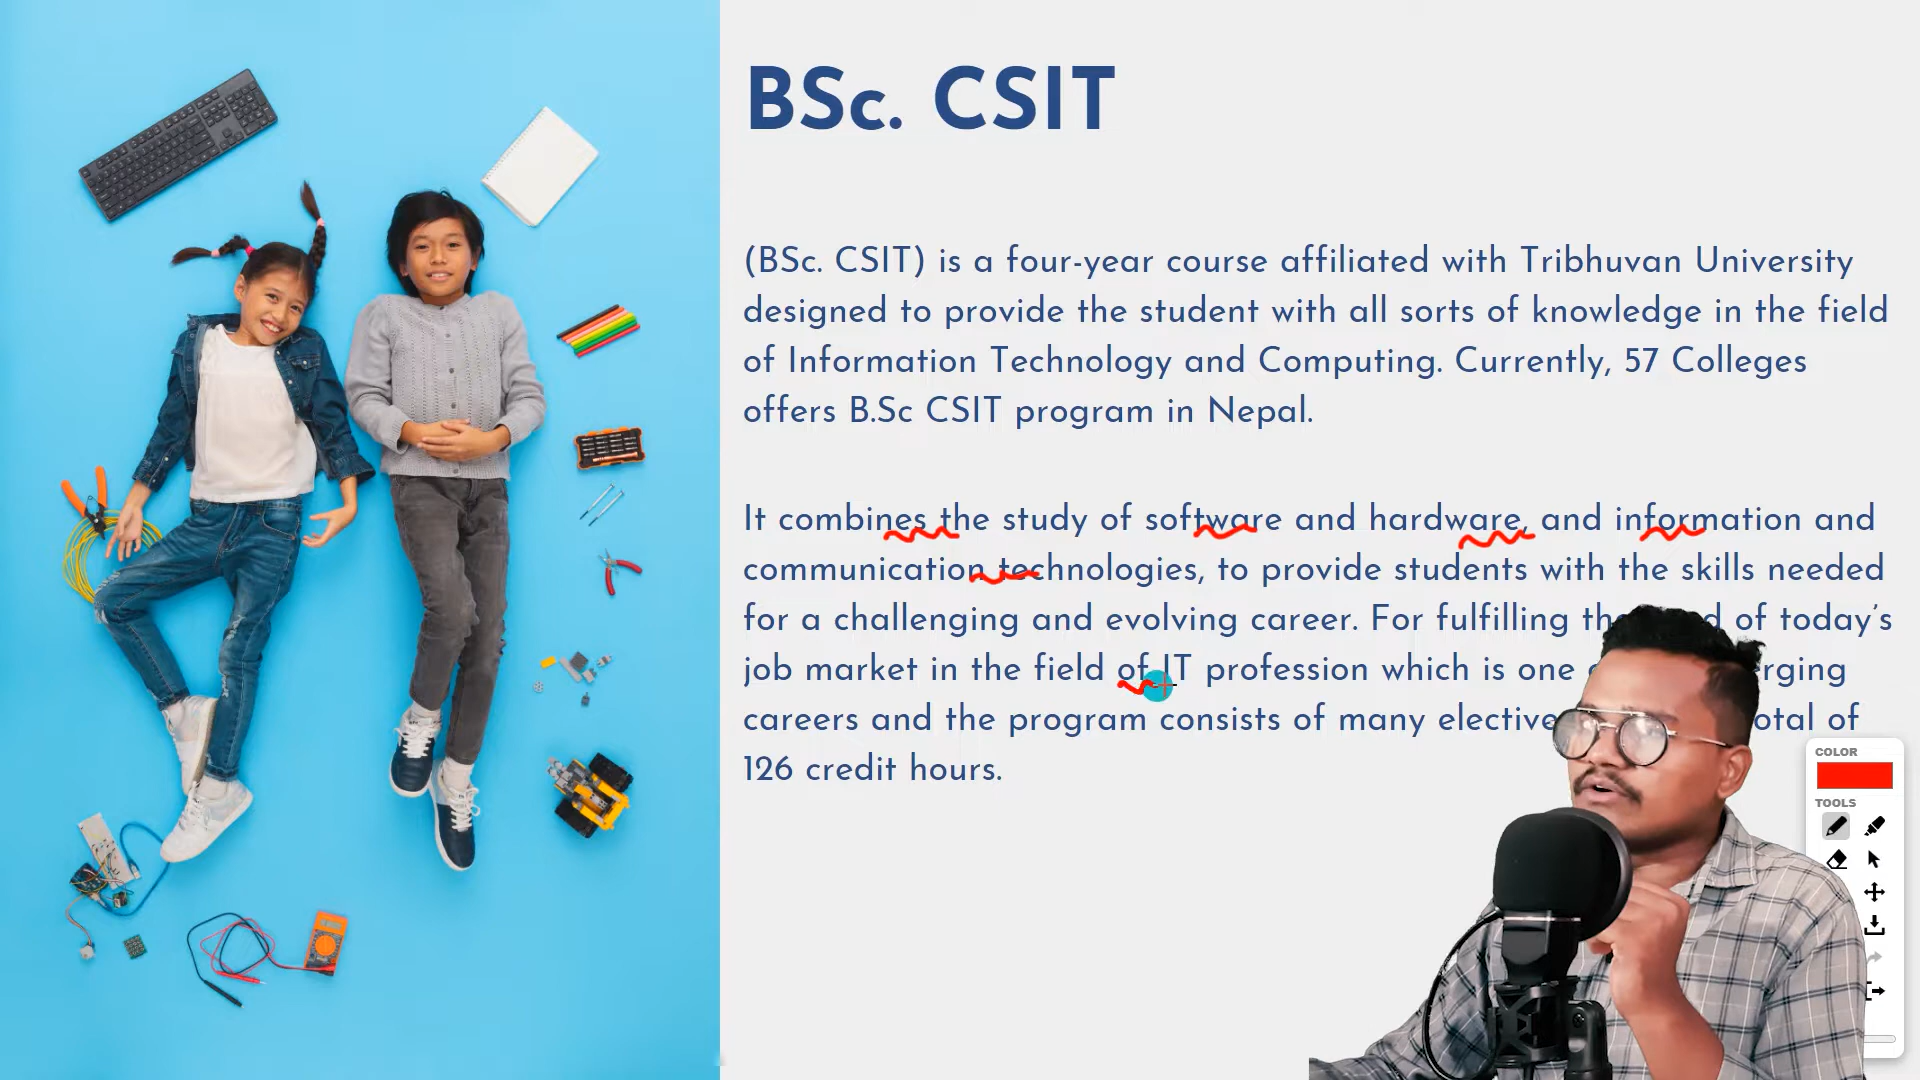 BSc. CSIT
(BSc. CSIT) is a four-year course affiliated with Tribhuvan University
designed to provide the student with all sorts of knowledge in the field
of Information Technology and Computing. Currently, 57 Colleges
offers B.Sc CSIT program in Nepal.
It combines the study of software and hardware, and information and
communication technologies, to provide students with the skills needed
for a challenging and evolving career. For fulfilling of today's
job market in the field of IT profession which is one
careers and the program consists of many of
126 credit hours.
COLOR
TOOLS